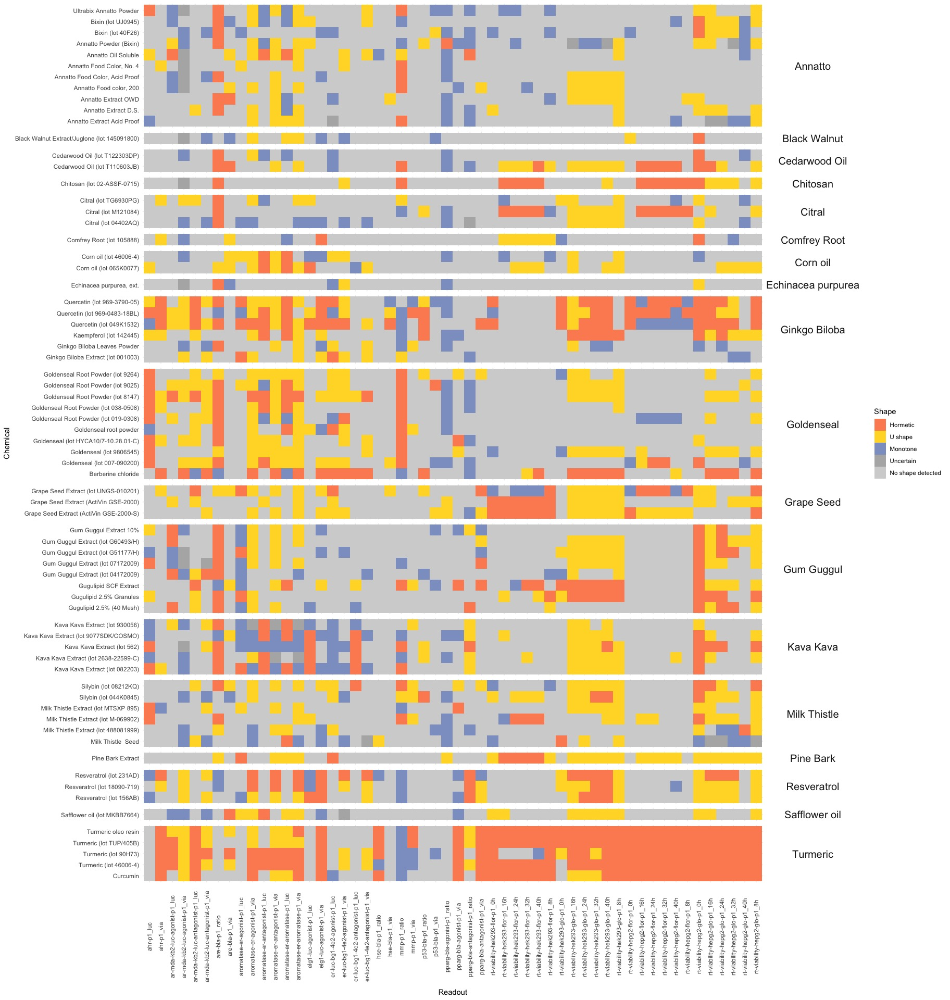 Ultrabix Annatto Powder
Bixin (lot UJ0945)
Bixin (lot 40F26)
Annatto Powder (Bixin)
Annatto Oil Soluble
Annatto Food Color, No. 4
Annatto Food Color, Acid Proof
Annatto Food color, 200
Annatto Extract OWD
Annatto Extract D.S.
Annatto Extract Acid Proof
Annatto
Black Walnut Extract/Juglone (lot 145091800)
Black Walnut
Cedarwood Oil (lot T122303DP)
Cedarwood Oil (lot T110603JB)
Cedarwood Oil
Chitosan (lot 02-ASSF-0715)
Chitosan
Citral (lot TG6930PG)
Citral (lot M121084)
Citral (lot 04402AQ)
Citral
Comfrey Root (lot 105888)
Comfrey Root
Corn oil (lot 46006-4)
Corn oil (lot 065K0077)
Corn oil
Echinacea purpurea, ext.
Echinacea purpurea
Quercetin (lot 969-3790-05)
Quercetin (lot 969-0483-18BL)
Quercetin (lot 049K1532)
Kaempferol (lot 142445)
Ginkgo Biloba Leaves Powder
Ginkgo Biloba Extract (lot 001003)
Ginkgo Biloba
Goldenseal Root Powder (lot 9264)
Goldenseal Root Powder (lot 9025)
Goldenseal Root Powder (lot 8147)
Goldenseal Root Powder (lot 038-0508)
Goldenseal Root Powder (lot 019-0308)
Goldenseal root powder
Goldenseal (lot HYCA10/7-10.28.01-C)
Goldenseal (lot 9806545)
Goldenseal (lot 007-090200)
Berberine chloride
Goldenseal
Grape Seed Extract (lot UNGS-010201)
Grape Seed Extract (ActiVin GSE-2000)
Grape Seed Extract (ActiVin GSE-2000-S)
Grape Seed
Gum Guggul Extract 10%
Gum Guggul Extract (lot G60493/H)
Gum Guggul Extract (lot G51177/H)
Gum Guggul Extract (lot 07172009)
Gum Guggul Extract (lot 04172009)
Gugulipid SCF Extract
Gugulipid 2.5% Granules
Gugulipid 2.5% (40 Mesh)
Gum Guggul
Kava Kava Extract (lot 930056)
Kava Kava Extract (lot 9077SDK/COSMO)
Kava Kava Extract (lot 562)
Kava Kava Extract (lot 2638-22599-C)
Kava Kava Extract (lot 082203)
Kava Kava
Silybin (lot 08212KQ)
Silybin (lot 044K0845)
Milk Thistle Extract (lot MTSXP 895)
Milk Thistle Extract (lot M-069902)
Milk Thistle Extract (lot 488081999)
Milk Thistle  Seed
Milk Thistle
Pine Bark Extract
Pine Bark
Resveratrol (lot 231AD)
Resveratrol (lot 18090-719)
Resveratrol (lot 156AB)
Resveratrol
Safflower oil (lot MKBB7664)
Safflower oil
Turmeric oleo resin
Turmeric (lot TUP/405B)
Turmeric (lot 90H73)
Turmeric (lot 46006-4)
Curcumin
Turmeric
Chemical
Shape
Hormetic
U shape
Monotone
Uncertain
No shape detected
ahr-p1_luc
ahr-p1_via
ar-mda-kb2-luc-agonist-p1_luc
ar-mda-kb2-luc-agonist-p1_via
ar-mda-kb2-luc-antagonist-p1_luc
ar-mda-kb2-luc-antagonist-p1_via
are-bla-p1_ratio
are-bla-p1_via
aromatase-er-agonist-p1_luc
aromatase-er-agonist-p1_via
aromatase-er-antagonist-p1_luc
aromatase-er-antagonist-p1_via
aromatase-er-aromatase-p1_luc
aromatase-er-aromatase-p1_via
elg1-luc-agonist-p1_luc
elg1-luc-agonist-p1_via
er-luc-bg1-4e2-agonist-p1_luc
er-luc-bg1-4e2-agonist-p1_via
er-luc-bg1-4e2-antagonist-p1_luc
er-luc-bg1-4e2-antagonist-p1_via
hse-bla-p1_ratio
hse-bla-p1_via
mmp-p1_ratio
mmp-p1_via
p53-bla-p1_ratio
p53-bla-p1_via
pparg-bla-agonist-p1_ratio
pparg-bla-agonist-p1_via
pparg-bla-antagonist-p1_ratio
pparg-bla-antagonist-p1_via
rt-viability-hek293-flor-p1_0h
rt-viability-hek293-flor-p1_16h
rt-viability-hek293-flor-p1_24h
rt-viability-hek293-flor-p1_32h
rt-viability-hek293-flor-p1_40h
rt-viability-hek293-flor-p1_8h
rt-viability-hek293-glo-p1_0h
rt-viability-hek293-glo-p1_16h
rt-viability-hek293-glo-p1_24h
rt-viability-hek293-glo-p1_32h
rt-viability-hek293-glo-p1_40h
rt-viability-hek293-glo-p1_8h
rt-viability-hepg2-flor-p1_0h
rt-viability-hepg2-flor-p1_16h
rt-viability-hepg2-flor-p1_24h
rt-viability-hepg2-flor-p1_32h
rt-viability-hepg2-flor-p1_40h
rt-viability-hepg2-flor-p1_8h
rt-viability-hepg2-glo-p1_0h
rt-viability-hepg2-glo-p1_16h
rt-viability-hepg2-glo-p1_24h
rt-viability-hepg2-glo-p1_32h
rt-viability-hepg2-glo-p1_40h
rt-viability-hepg2-glo-p1_8h
Readout